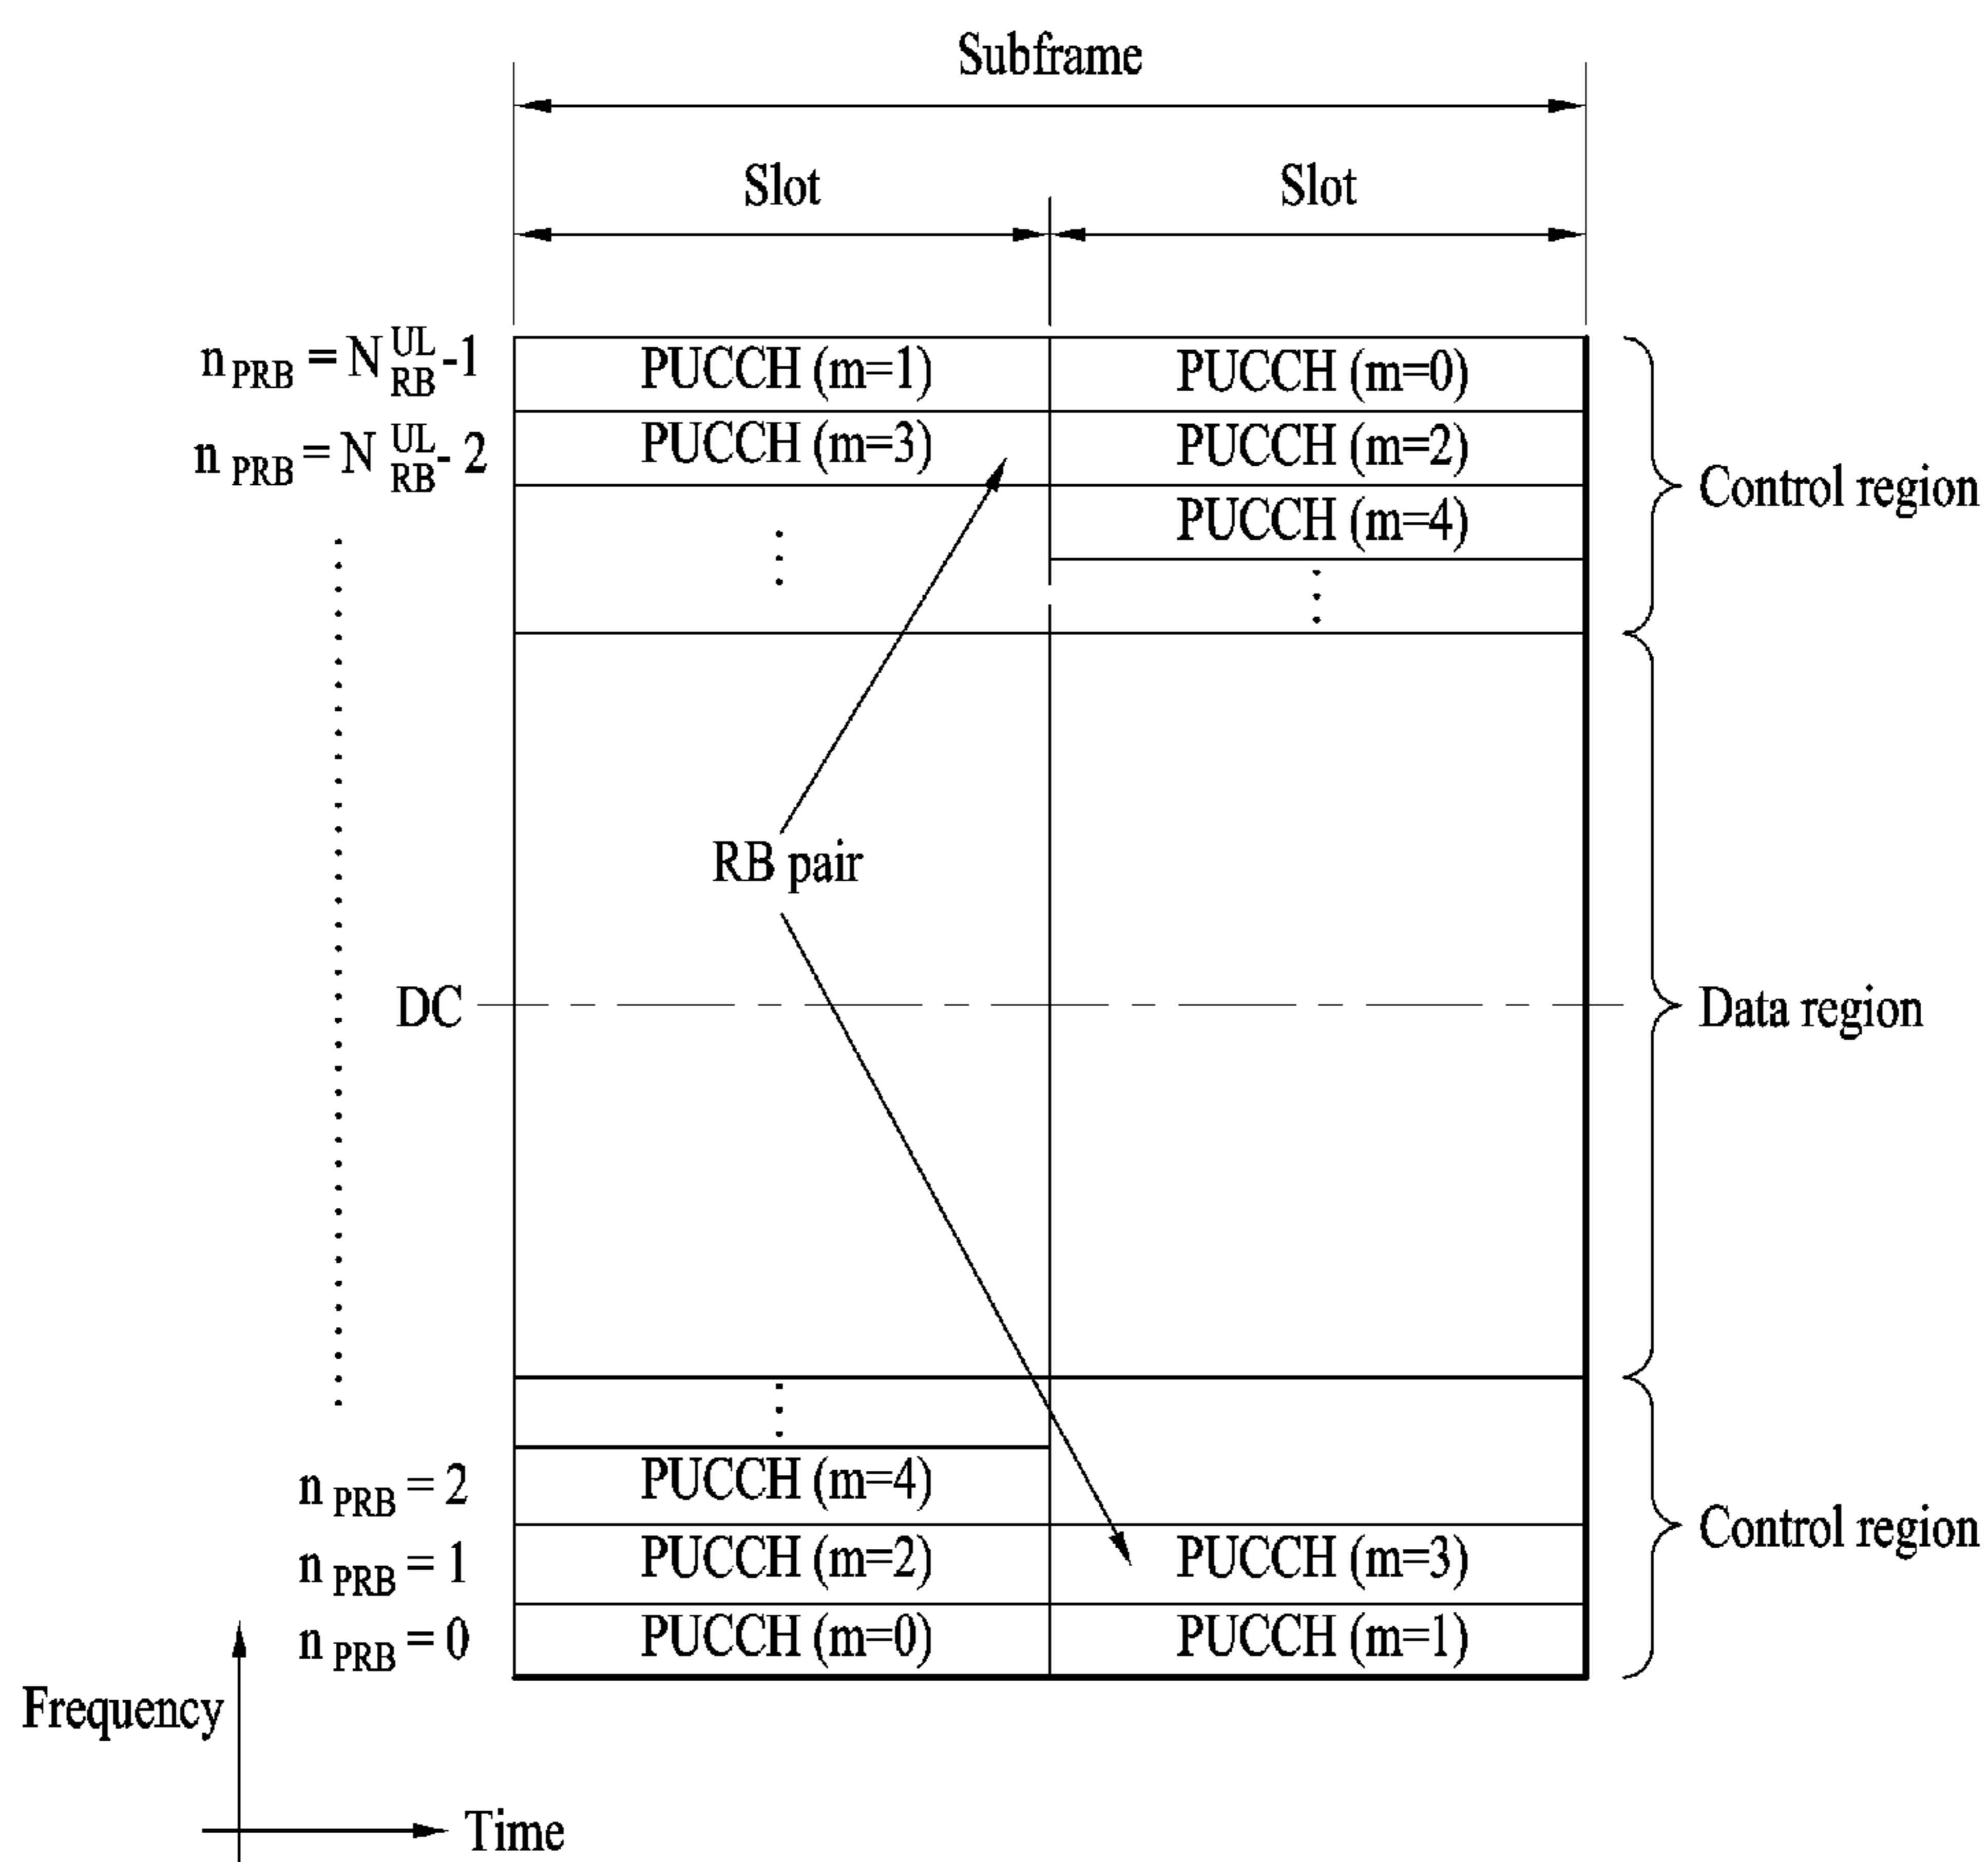 Subframe
Slot Slot
n PRB = N UL RB -1 PUCCH (m=1) PUCCH (m=0)
n PRB = N UL RB - 2 PUCCH (m=3) PUCCH (m=2)
Control region
PUCCH (m=4)
RB pair
DC
Data region
n PRB = 2 PUCCH (m=4)
Control region
n PRB = 1 PUCCH (m=2) PUCCH (m=3)
n PRB = 0 PUCCH (m=0) PUCCH (m=1)
Frequency
Time